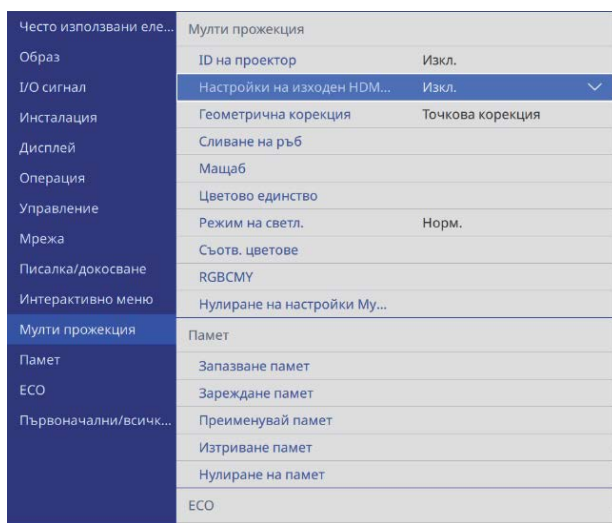 Често използвани еле...
Образ
I/O сигнал
Инсталация
Дисплей
Операция
Управление
Мрежа
Писалка/докосване
Интерактивно меню
Мулти прожекция
Памет
ECO
Първоначални/всичк...
Мулти прожекция
ID на проектор Изкл.
Настройки на изходен HDM... Изкл.
Геометрична корекция Точкова корекция
Сливане на ръб
Мащаб
Цветово единство
Режим на светл. Норм.
Съотв. цветове
RGBCMY
Нулиране на настройки Му...
Памет
Запазване памет
Зареждане памет
Преименувай памет
Изтриване памет
Нулиране на памет
ECO